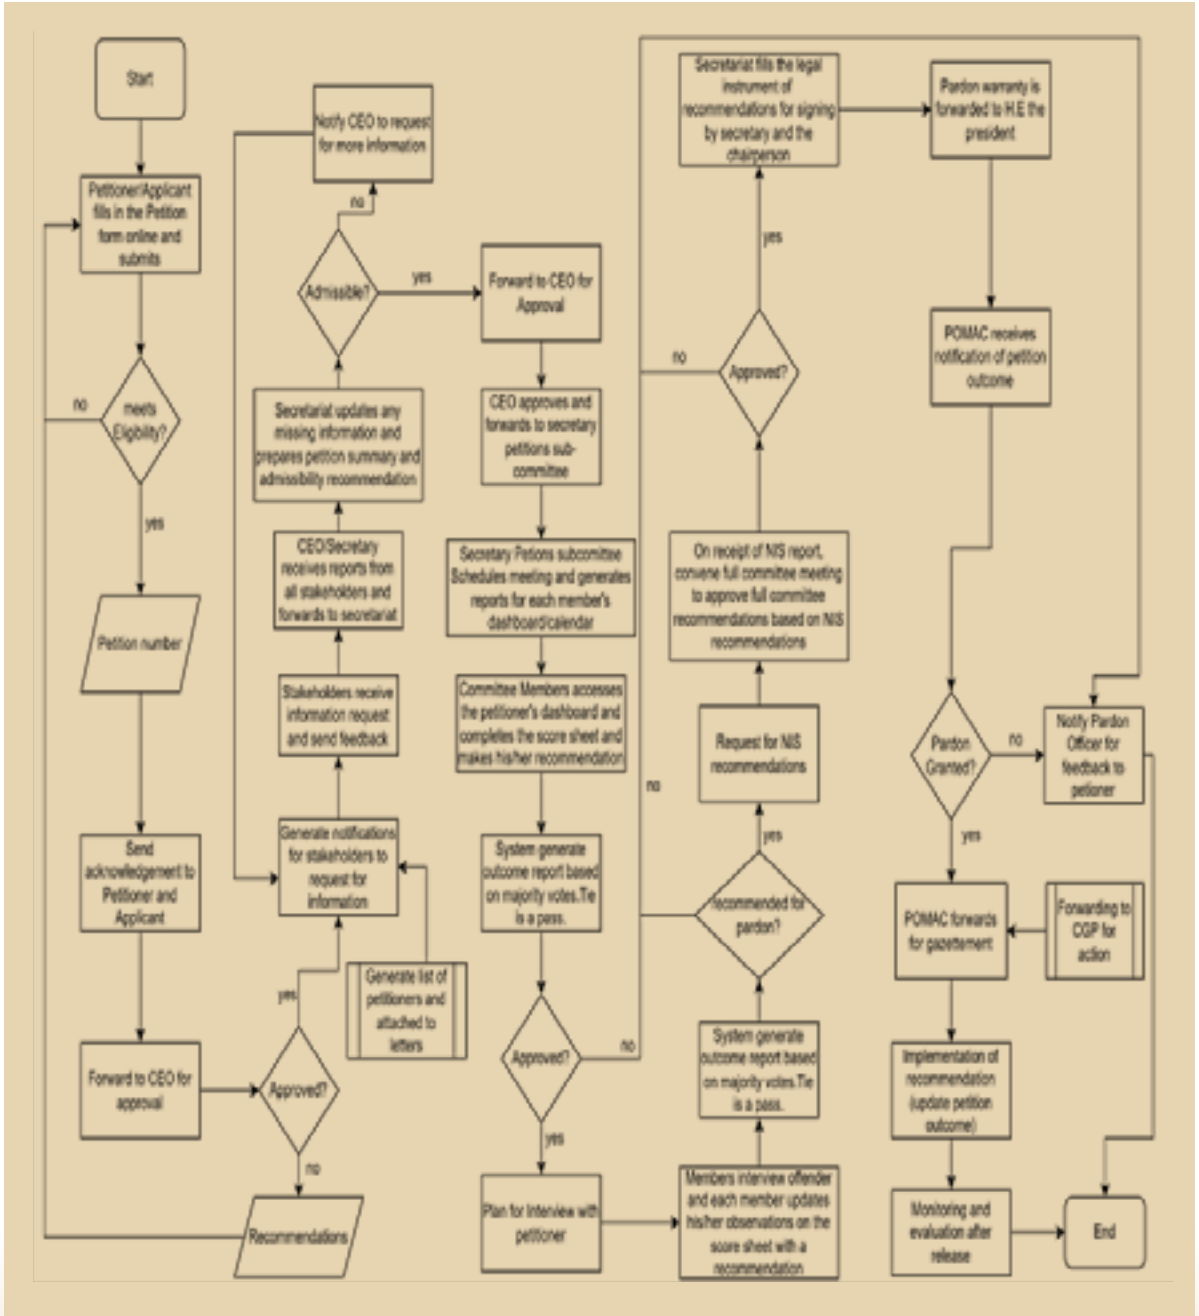 Start
Petitioner/Applicant
fills in the Petition
form online and
submits
no
meets
Eligibility?
yes
Petition number
Send
acknowledgement to
Petitioner and
Applicant
Forward to CEO for
approval
Approved?
yes
no
Recommendations
Notify CEO to request
for more information
no
Admissible?
yes
Secretariat updates any
missing information and
prepares petition summary and
admissibility recommendation
CEO/Secretary
receives reports from
all stakeholders and
forwards to secretariat
Stakeholders receive
information request
and send feedback
Generate notifications
for stakeholders to
request for
information
Generate list of
petitioners and
attached to
letters
Forward to CEO for
Approval
CEO approves and
forwards to secretary
petitions sub-
committee
Secretary Petions subcomittee
Schedules meeting and generates
reports for each member's
dashboard/calendar
Committee Members accesses
the petitioner's dashboard and
completes the score sheet and
makes his/her recommendation
System generate
outcome report based
on majority votes.Tie
is a pass.
Approved?
no
yes
Plan for Interview with
petitioner
Secretariat fills the legal
instrument of
recommendations for signing
by secretary and the
chairperson
yes
no
Approved?
On receipt of NIS report,
convene full committee meeting
to approve full committee
recommendations based on NIS
recommendations
Request for NIS
recommendations
no
yes
recommended for
pardon?
System generate
outcome report based
on majority votes.Tie
is a pass.
Members interview offender
and each member updates
his/her observations on the
score sheet with a
recommendation
Pardon warranty is
forwarded to H.E the
president
POMAC receives
notification of petition
outcome
Pardon
Granted?
no
yes
Notify Pardon
Officer for
feedback to
petioner
POMAC forwards
for gazettement
Forwarding to
CGP for
action
Implementation of
recommendation
(update petition
outcome)
Monitoring and
evaluation after
release
End